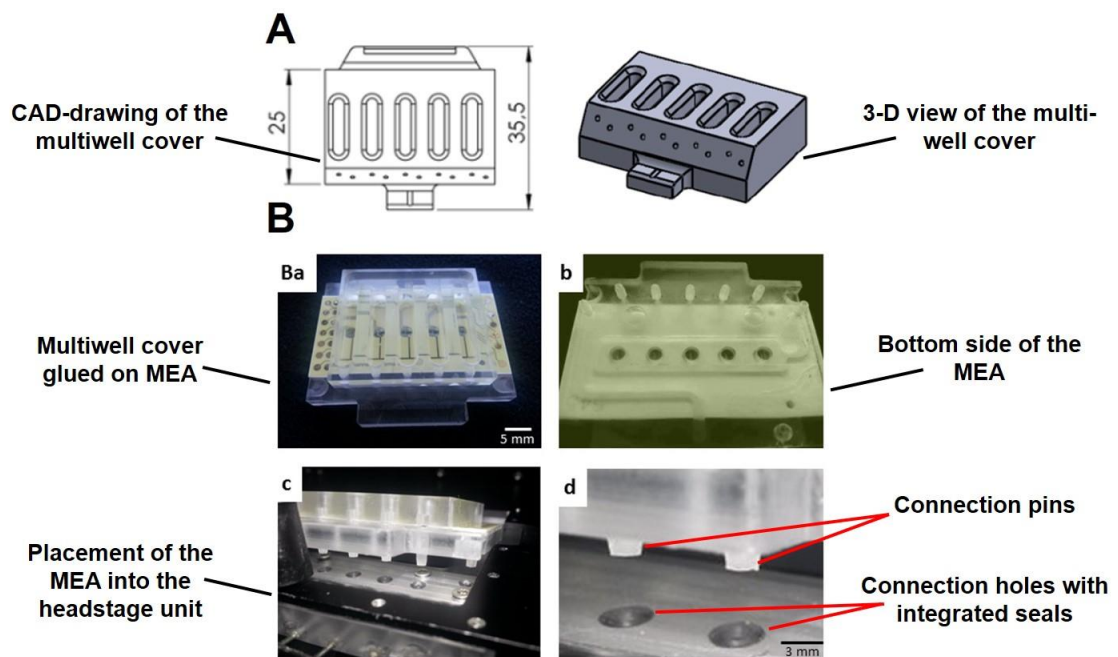 A
CAD-drawing of the
multiwell cover
25
35,5
3-D view of the multi-
well cover
B
Ba
Multiwell cover
glued on MEA
5 mm
b
Bottom side of the
MEA
c
Placement of the
MEA into the
headstage unit
d
Connection pins
Connection holes with
integrated seals
3 mm